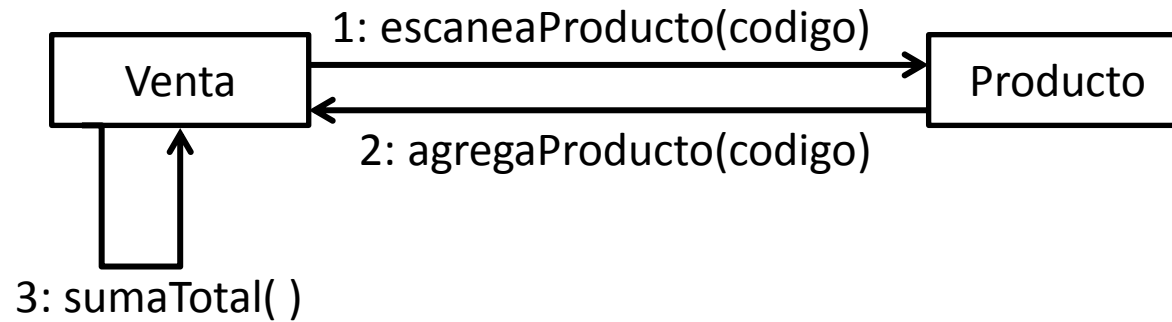 1: escaneaProducto(codigo)
Venta
Producto
2: agregaProducto(codigo)
3: sumaTotal( )